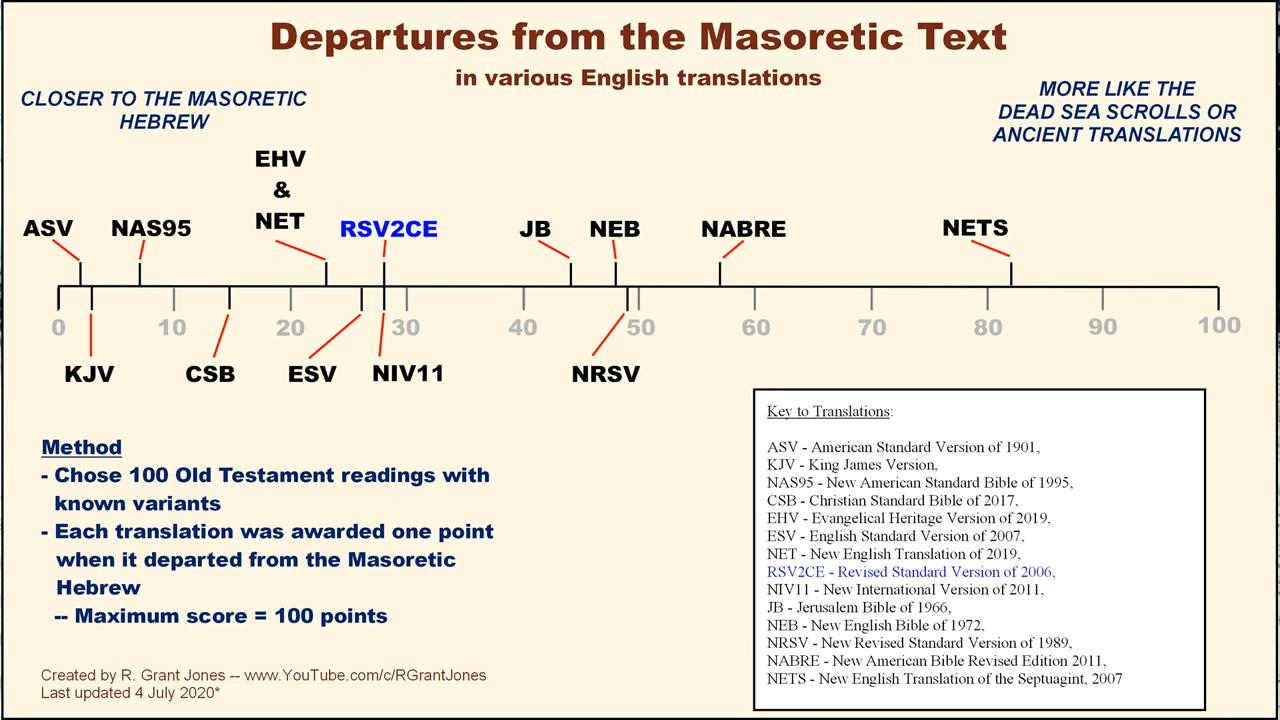 Departures from the Masoretic Text
in various English translations
CLOSER TO THE MASORETIC
HEBREW
MORE LIKE THE
DEAD SEA SCROLLS OR
ANCIENT TRANSLATIONS
EHV
&
NET
ASV
NAS95
RSV2CE
JB
NEB
NABRE
NETS
0 10 20 30 40 50 60 70 80 90 100
KJV
CSB
ESV
NIV11
NRSV
Method
- Chose 100 Old Testament readings with
known variants
- Each translation was awarded one point
when it departed from the Masoretic
Hebrew
-- Maximum score = 100 points
Created by R. Grant Jones -- www.YouTube.com/c/RGrantJones
Last updated 4 July 2020*
Key to Translations:
ASV - American Standard Version of 1901,
KJV - King James Version,
NAS95 - New American Standard Bible of 1995,
CSB - Christian Standard Bible of 2017,
EHV - Evangelical Heritage Version of 2019,
ESV - English Standard Version of 2007,
NET - New English Translation of 2019,
RSV2CE - Revised Standard Version of 2006,
NIV11 - New International Version of 2011,
JB - Jerusalem Bible of 1966,
NEB - New English Bible of 1972,
NRSV - New Revised Standard Version of 1989,
NABRE - New American Bible Revised Edition 2011,
NETS - New English Translation of the Septuagint, 2007